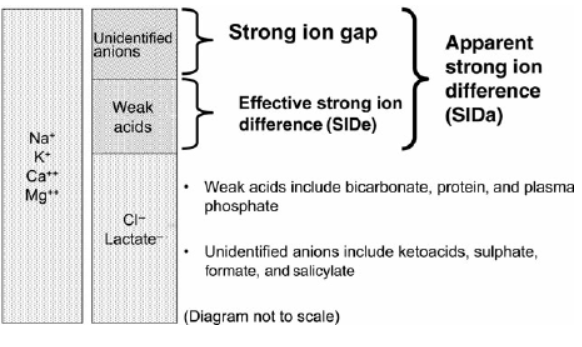 Unidentified
anions
Strong ion gap
Apparent
strong ion
difference
(SIDa)
Weak
acids
Effective strong ion
difference (SIDe)
Na⁺
K⁺
Ca⁺⁺
Mg⁺⁺
Cl⁻
Lactate⁻
• Weak acids include bicarbonate, protein, and plasma
phosphate
• Unidentified anions include ketoacids, sulphate,
formate, and salicylate
(Diagram not to scale)